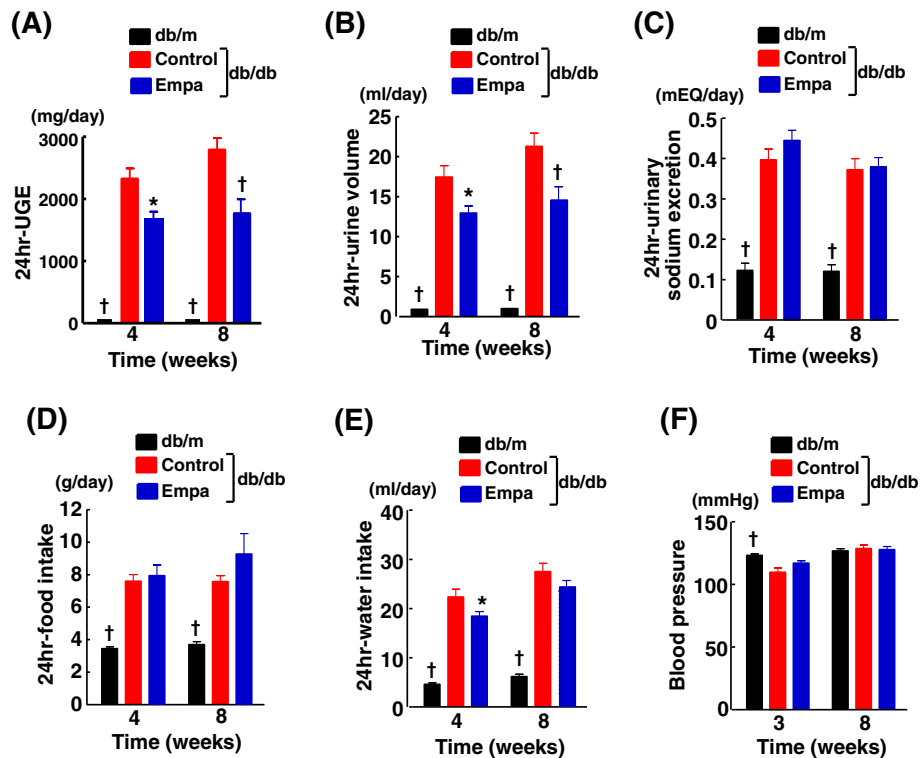 (A)
db/m
Control
Empa
db/db
(mg/day)
24hr-UGE
3000
2000
1000
0
†
*
†
†
4
8
Time (weeks)
(B)
db/m
Control
Empa
db/db
(ml/day)
24hr-urine volume
25
20
15
10
5
0
†
*
†
†
4
8
Time (weeks)
(C)
db/m
Control
Empa
db/db
(mEQ/day)
24hr-urinary
sodium excretion
0.5
0.4
0.3
0.2
0.1
0
†
†
4
8
Time (weeks)
(D)
db/m
Control
Empa
db/db
(g/day)
24hr-food intake
12
10
8
6
4
2
0
†
†
4
8
Time (weeks)
(E)
db/m
Control
Empa
db/db
(ml/day)
24hr-water intake
40
30
20
10
0
†
*
†
4
8
Time (weeks)
(F)
db/m
Control
Empa
db/db
(mmHg)
Blood pressure
150
100
50
0
†
3
8
Time (weeks)